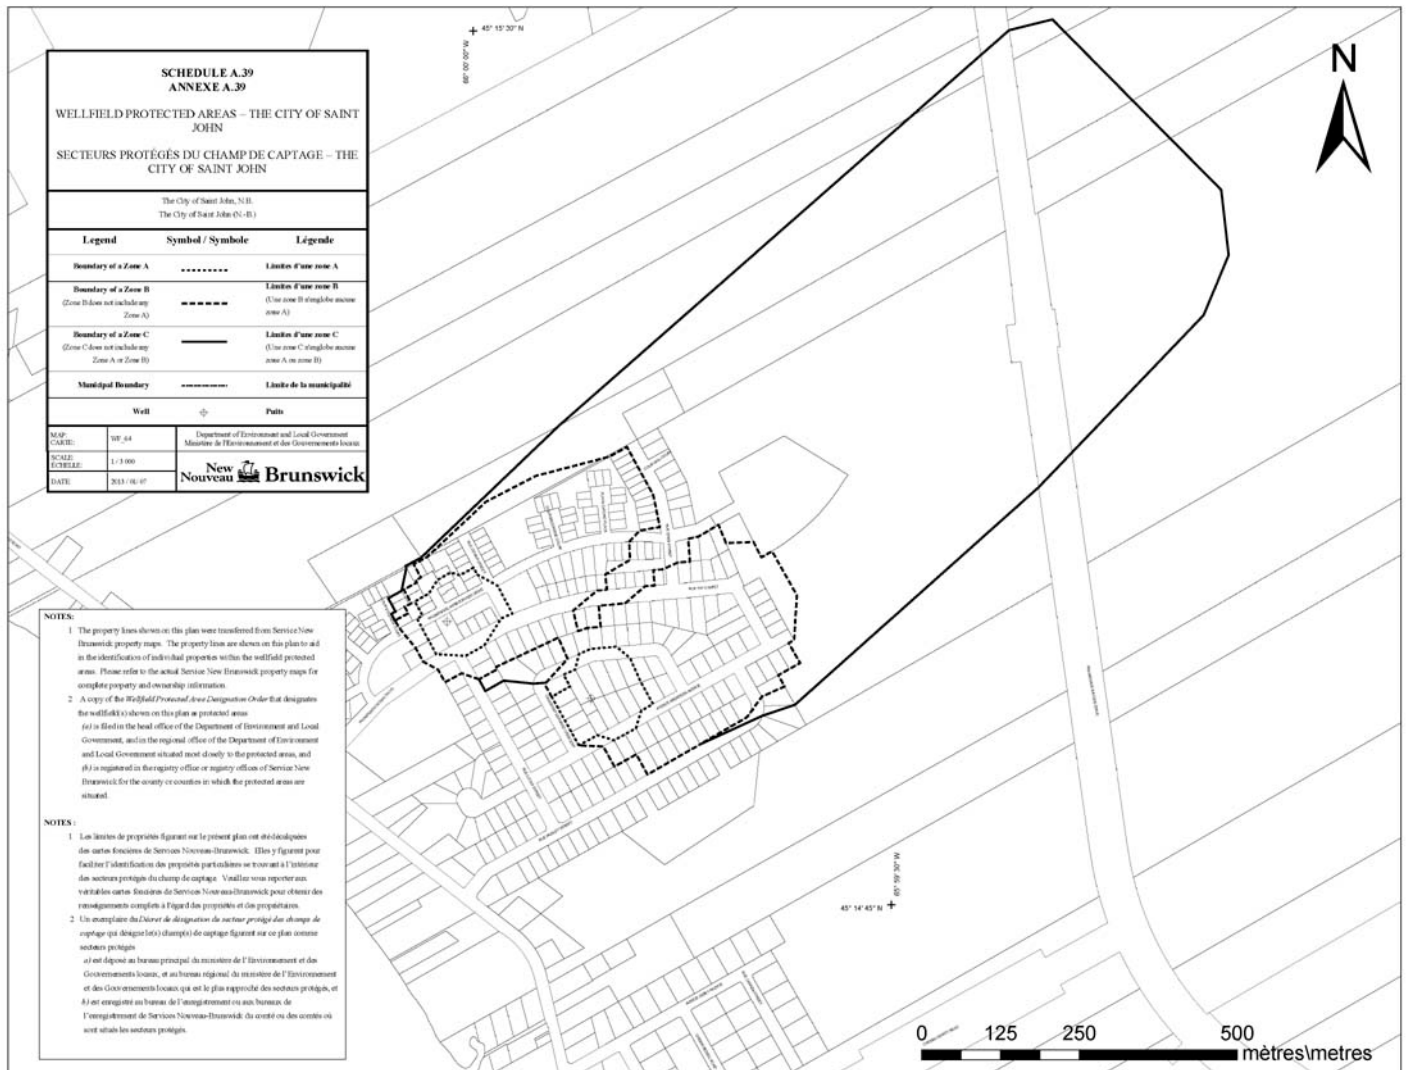 45° 15' 30" N
66° 00' 00" W
N
SCHEDULE A.39
ANNEXE A.39
WELLFIELD PROTECTED AREAS – THE CITY OF SAINT
JOHN
SECTEURS PROTÉGÉS DU CHAMP DE CAPTAGE – THE
CITY OF SAINT JOHN
The City of Saint John, N.B.
The City of Saint John (N.-B.)
Legend Symbol / Symbole Légende
Boundary of a Zone A Limites d'une zone A
Boundary of a Zone B Limites d'une zone B
(Zone B does not include any (Une zone B n'englobe aucune
Zone A) zone A)
Boundary of a Zone C Limites d'une zone C
(Zone C does not include any (Une zone C n'englobe aucune
Zone A or Zone B) zone A ou zone B)
Municipal Boundary Limite de la municipalité
Well Puits
MAP: WF_64 Department of Environment and Local Government
CARTE: Ministère de l'Environnement et des Gouvernements locaux
SCALE: 1 / 3 000
ÉCHELLE:
New Nouveau Brunswick
DATE
NOTES:
1 The property lines shown on this plan were transferred from Service New
Brunswick property maps. The property lines are shown on this plan to aid
in the identification of individual properties within the wellfield protected
areas. Please refer to the actual Service New Brunswick property maps for
complete property and ownership information.
2 A copy of the Wellfield Protected Area Designation Order that designates
the wellfield(s) shown on this plan as protected areas
(a) is filed in the head office of the Department of Environment and Local
Government, and in the regional office of the Department of Environment
and Local Government situated most closely to the protected areas, and
(b) is registered in the registry office or registry offices of Service New
Brunswick for the county or counties in which the protected areas are
situated.
NOTES :
1 Les limites de propriétés figurant sur le présent plan ont été décalquées
des cartes foncières de Services Nouveau-Brunswick. Elles y figurent pour
faciliter l'identification des propriétés particulières se trouvant à l'intérieur
des secteurs protégés du champ de captage. Veuillez vous reporter aux
véritables cartes foncières de Services Nouveau-Brunswick pour obtenir des
renseignements complets à l'égard des propriétés et des propriétaires.
2 Un exemplaire du Décret de désignation du secteur protégé des champs de
captage qui désigne le(s) champ(s) de captage figurant sur ce plan comme
secteurs protégés
a) est déposé au bureau principal du ministère de l'Environnement et des
Gouvernements locaux, et au bureau régional du ministère de l'Environnement
et des Gouvernements locaux qui est le plus rapproché des secteurs protégés, et
b) est enregistré au bureau de l'enregistrement ou aux bureaux de
l'enregistrement de Services Nouveau-Brunswick du comté ou des comtés où
sont situés les secteurs protégés.
65° 59' 30" W
45° 14' 45" N
0 125 250 500
mètres\metres